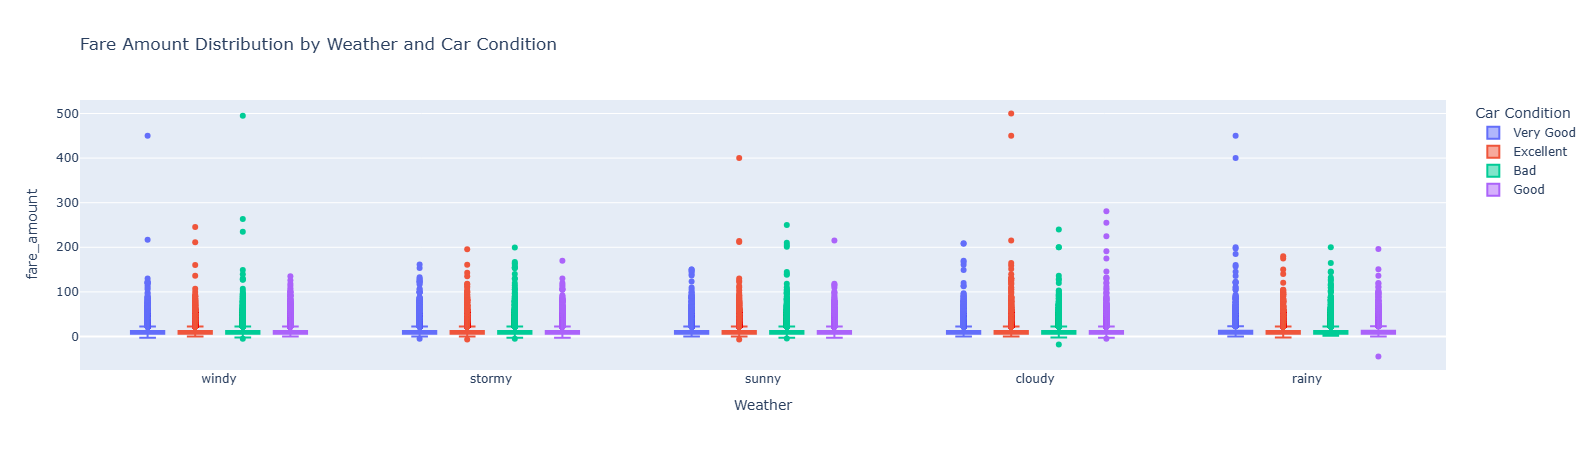 Fare Amount Distribution by Weather and Car Condition
500
400
300
200
100
0
fare_amount
windy
stormy
sunny
cloudy
rainy
Weather
Car Condition
Very Good
Excellent
Bad
Good